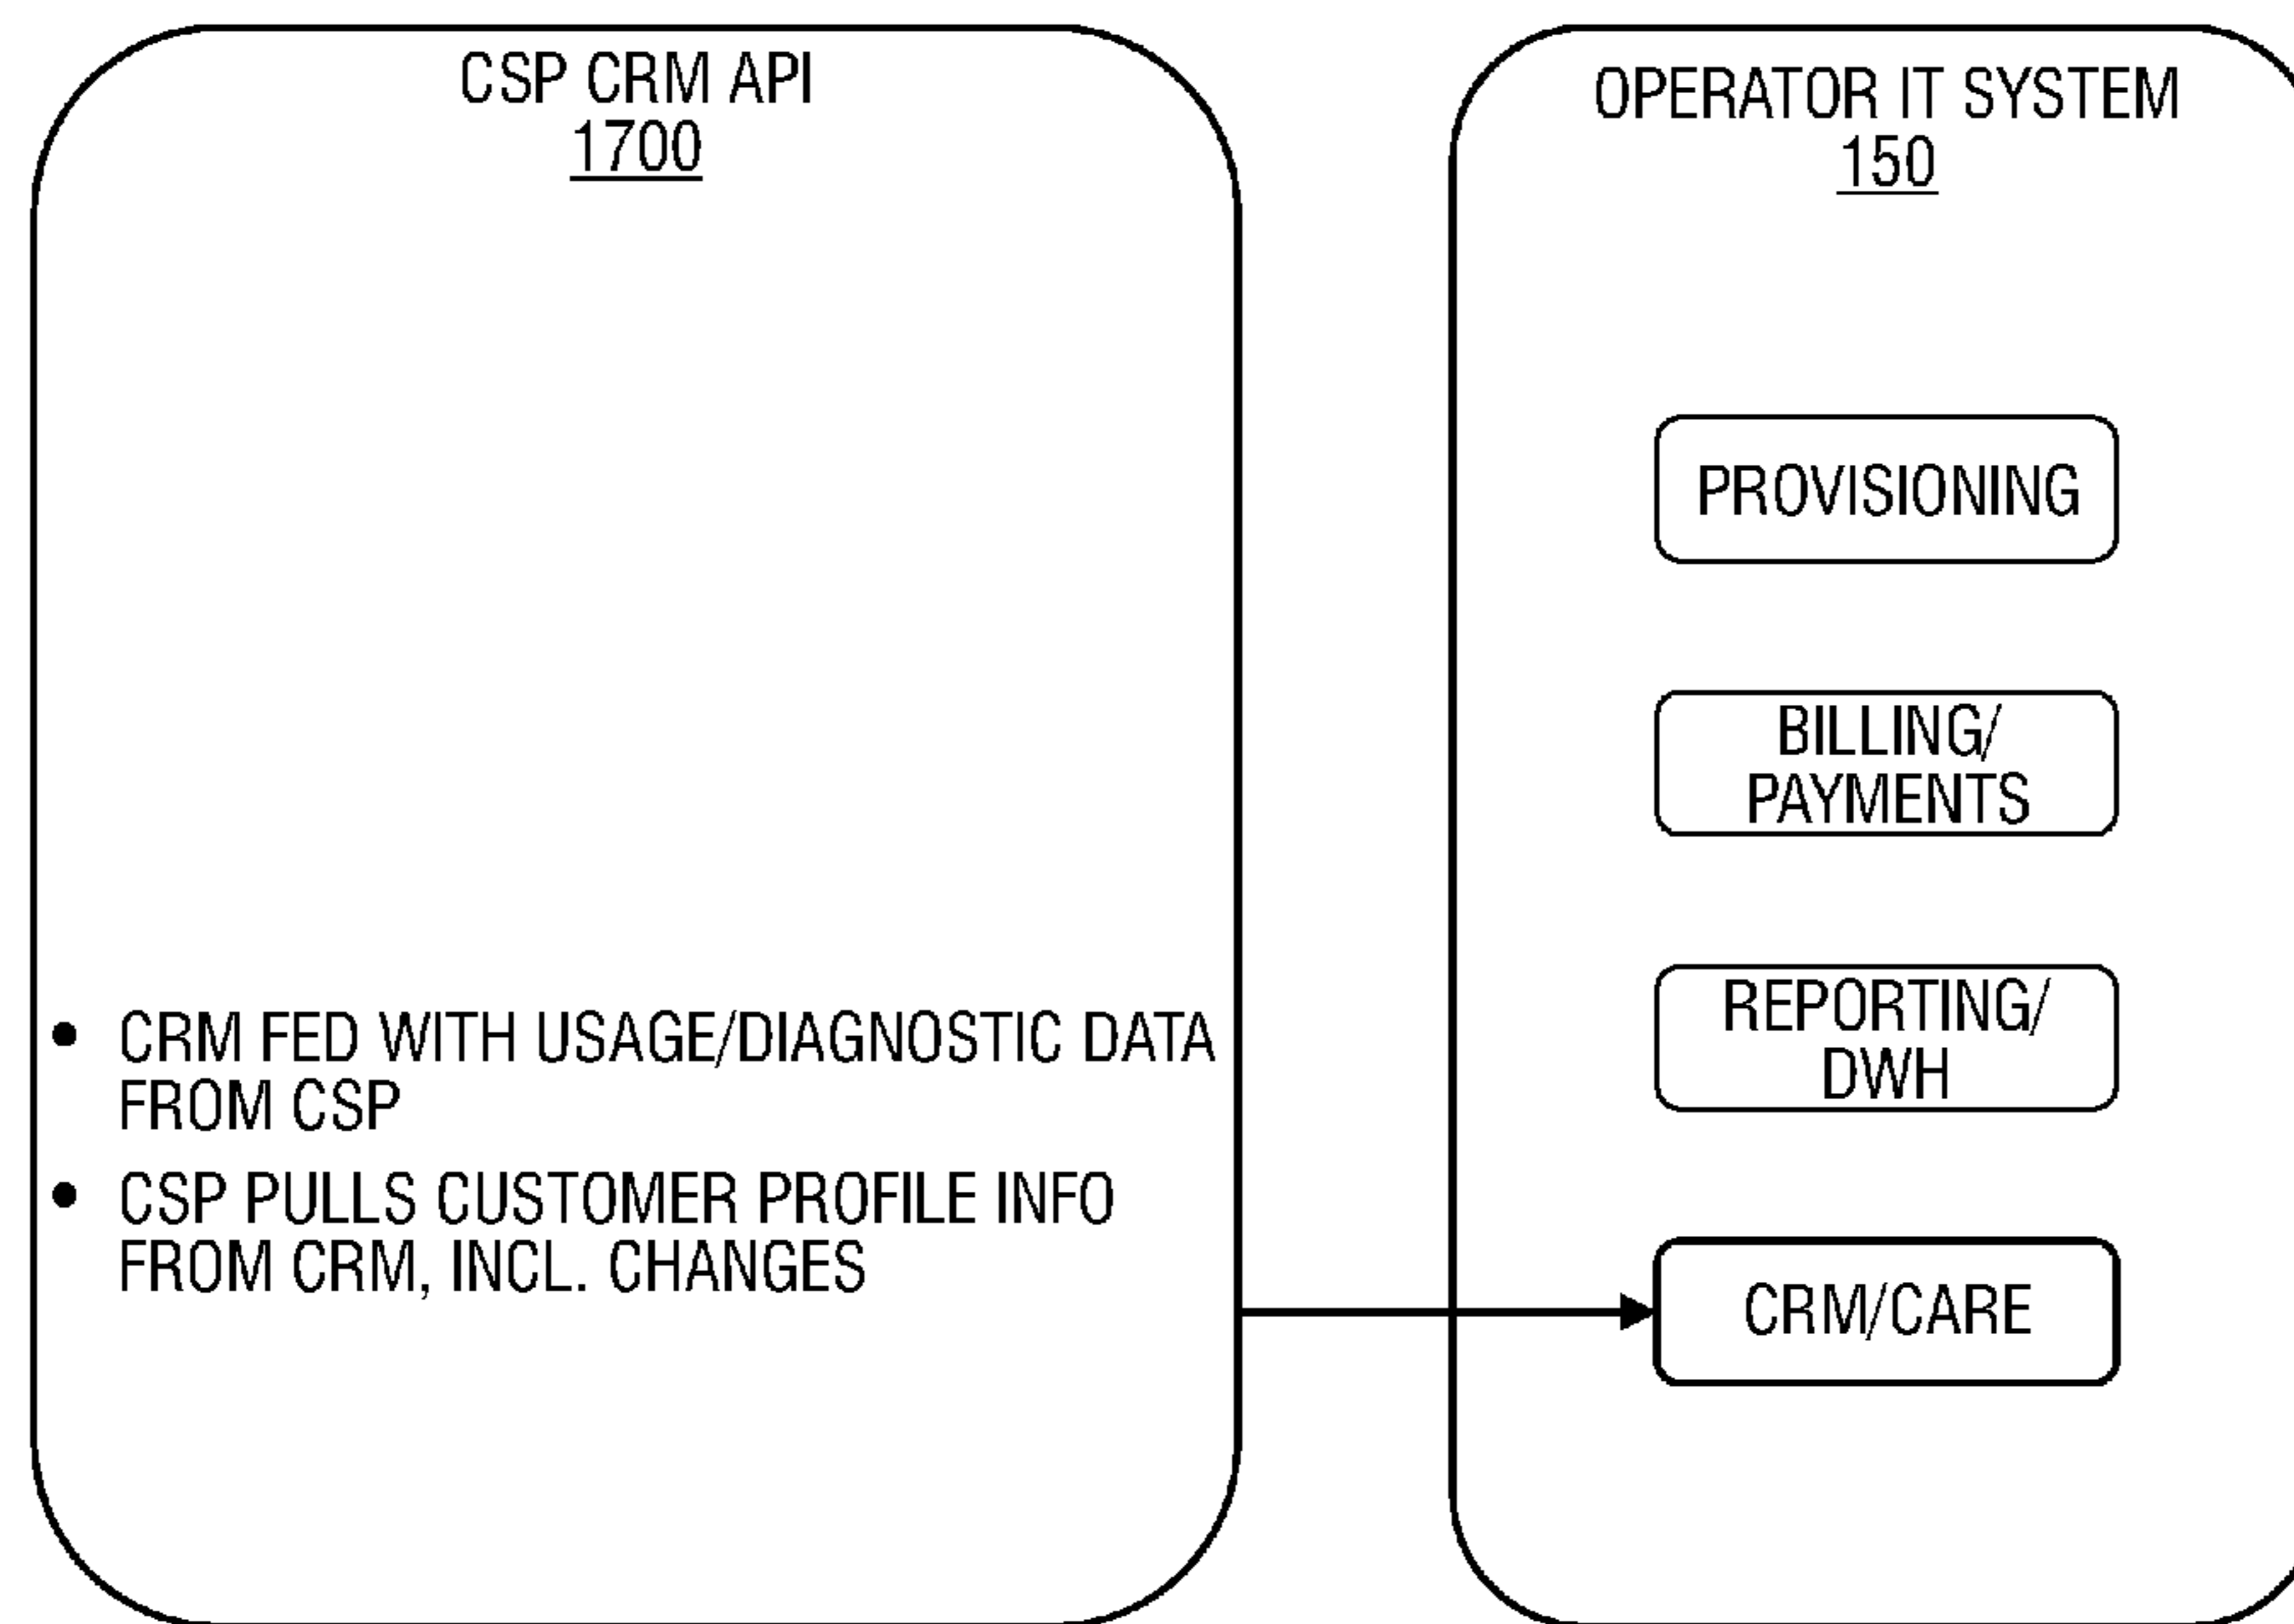 CSP CRM API
1700
• CRM FED WITH USAGE/DIAGNOSTIC DATA
FROM CSP
• CSP PULLS CUSTOMER PROFILE INFO
FROM CRM, INCL. CHANGES
OPERATOR IT SYSTEM
150
PROVISIONING
BILLING/
PAYMENTS
REPORTING/
DWH
CRM/CARE